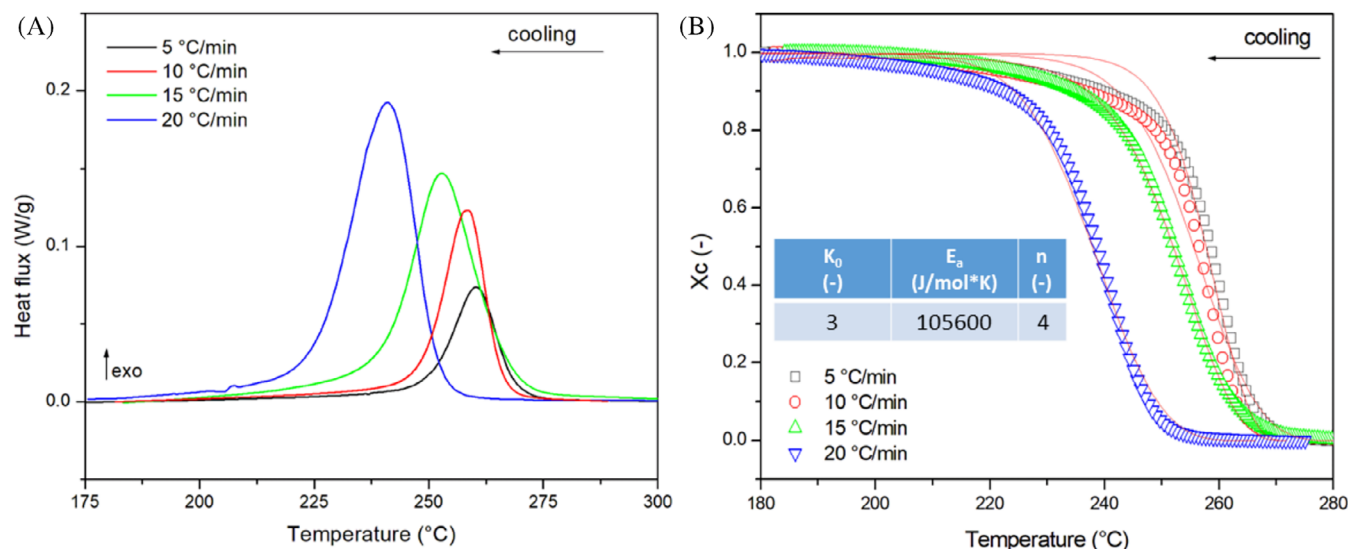 (A)
cooling
5 °C/min
10 °C/min
15 °C/min
20 °C/min
0.2
0.1
0.0
Heat flux (W/g)
exo
175 200 225 250 275 300
Temperature (°C)
(B)
cooling
1.0
0.8
0.6
0.4
0.2
0.0
Xc (-)
K₀ Eₐ n
(-) (J/mol*K) (-)
3 105600 4
5 °C/min
10 °C/min
15 °C/min
20 °C/min
180 200 220 240 260 280
Temperature (°C)